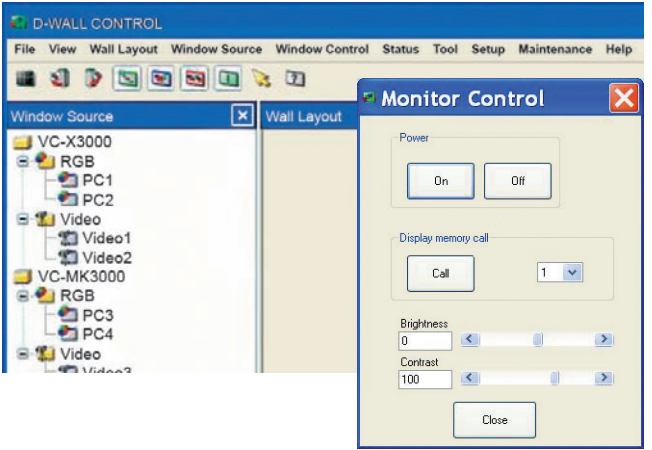 D-WALL CONTROL
File View Wall Layout Window Source Window Control Status Tool Setup Maintenance Help
Window Source
Wall Layout
VC-X3000
RGB
PC1
PC2
Video
Video1
Video2
VC-MK3000
RGB
PC3
PC4
Video
Video3
Monitor Control
Power
On Off
Display memory call
Call 1
Brightness
0
Contrast
100
Close